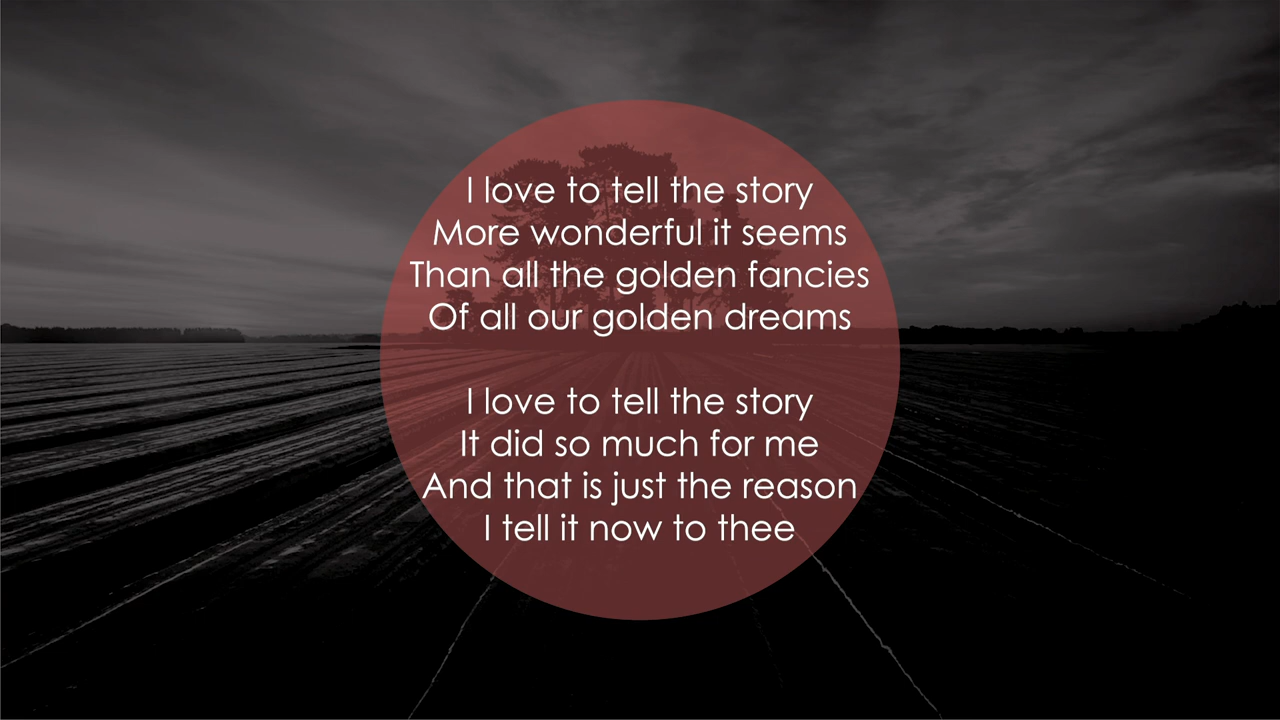 I love to tell the story
More wonderful it seems
Than all the golden fancies
Of all our golden dreams
I love to tell the story
It did so much for me
And that is just the reason
I tell it now to thee